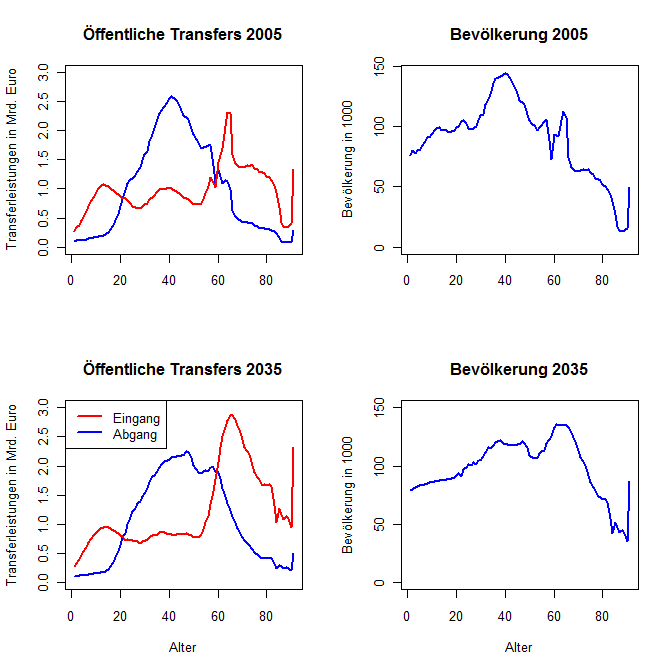 Öffentliche Transfers 2005
Transferleistungen in Mrd. Euro
0.0 0.5 1.0 1.5 2.0 2.5 3.0
0 20 40 60 80
Bevölkerung 2005
Bevölkerung in 1000
0 50 100 150
0 20 40 60 80
Öffentliche Transfers 2035
Transferleistungen in Mrd. Euro
0.0 0.5 1.0 1.5 2.0 2.5 3.0
Eingang
Abgang
0 20 40 60 80
Alter
Bevölkerung 2035
Bevölkerung in 1000
0 50 100 150
0 20 40 60 80
Alter